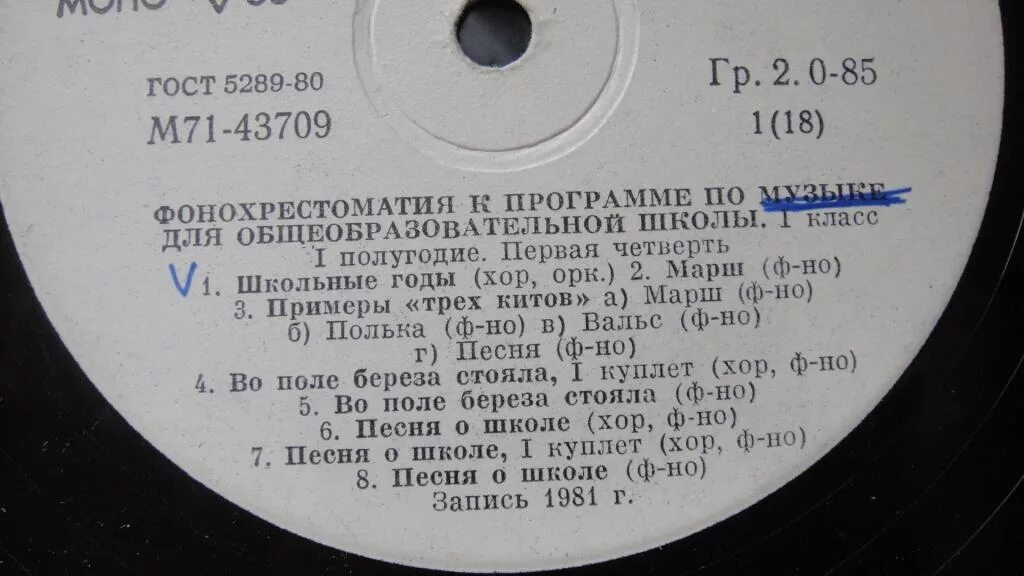 МОНО 33
ГОСТ 5289-80
М71-43709
Гр. 2. 0-85
1(18)
ФОНОХРЕСТОМАТИЯ К ПРОГРАММЕ ПО МУЗЫКЕ
ДЛЯ ОБЩЕОБРАЗОВАТЕЛЬНОЙ ШКОЛЫ. I класс
I полугодие. Первая четверть
V 1. Школьные годы (хор, орк.) 2. Марш (ф-но)
3. Примеры «трех китов» а) Марш (ф-но)
б) Полька (ф-но) в) Вальс (ф-но)
г) Песня (ф-но)
4. Во поле береза стояла, I куплет (хор, ф-но)
5. Во поле береза стояла (ф-но)
6. Песня о школе (хор, ф-но)
7. Песня о школе, I куплет (хор, ф-но)
8. Песня о школе (ф-но)
Запись 1981 г.